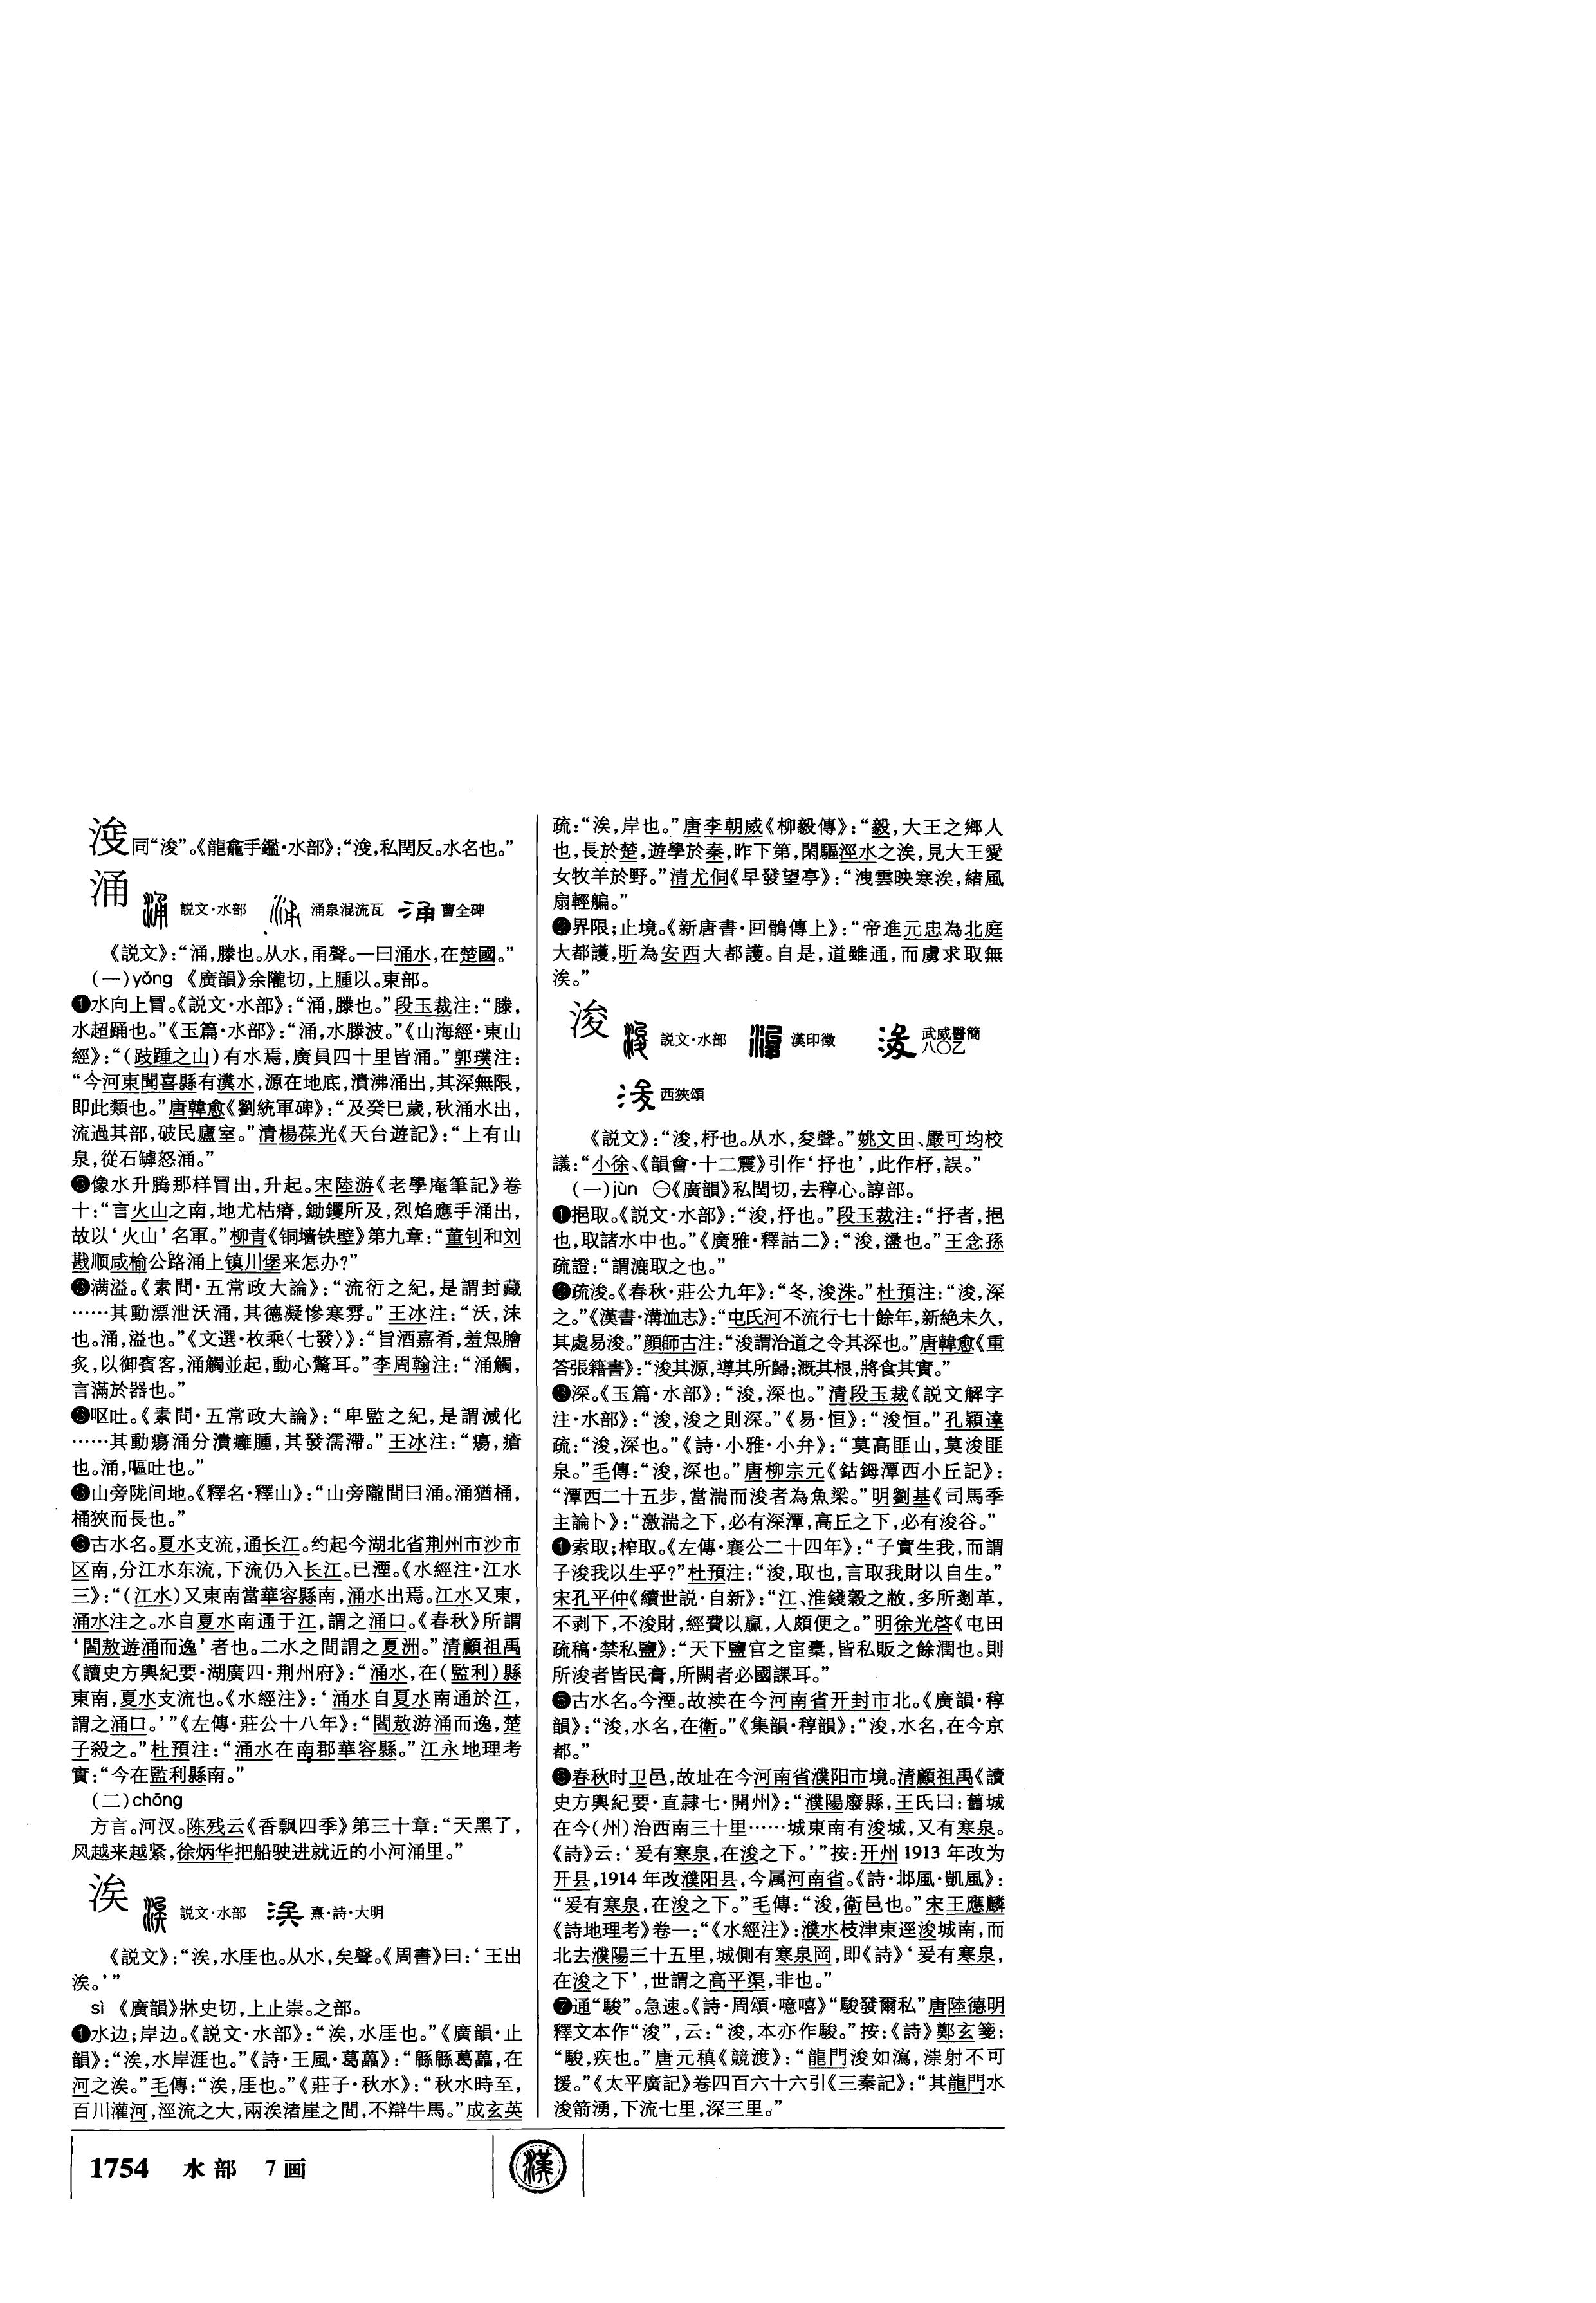 同“浚”。《龍龕手鑑·水部》：“，私閏反。水名也。”
涌
説文·水部 涌泉混流瓦 曹全碑
《説文》：“涌，滕也。从水，甬聲。一曰涌水，在楚國。”
（一）yǒng 《廣韻》余隴切，上腫以。東部。
❶水向上冒。《説文·水部》：“涌，滕也。”段玉裁注：“滕，
水超踊也。”《玉篇·水部》：“涌，水滕波。”《山海經·東山
經》：“（跂踵之山）有水焉，廣員四十里皆涌。”郭璞注：
“今河東聞喜縣有瀵水，源在地底，濆沸涌出，其深無限，
即此類也。”唐韓愈《劉統軍碑》：“及癸巳歲，秋涌水出，
流過其部，破民廬室。”清楊葆光《天台遊記》：“上有山
泉，從石罅怒涌。”
像水升腾那样冒出，升起。宋陸游《老學庵筆記》卷
十：“言火山之南，地尤枯瘠，鋤钁所及，烈焰應手涌出，
故以‘火山’名軍。”柳青《铜墙铁壁》第九章：“董钊和刘
戡顺咸榆公路涌上镇川堡来怎办？”
❸满溢。《素問·五常政大論》：“流衍之紀，是謂封藏
……其動漂泄沃涌，其德凝慘寒雰。”王冰注：“沃，沫
也。涌，溢也。”《文選·枚乘〈七發〉》：“旨酒嘉肴，羞炰膾
炙，以御賓客，涌觸並起，動心驚耳。”李周翰注：“涌觸，
言滿於器也。”
呕吐。《素問·五常政大論》：“卑監之紀，是謂減化
……其動瘍涌分潰癰腫，其發濡滯。”王冰注：“瘍，瘡
也。涌，嘔吐也。”
山旁陇间地。《釋名·釋山》：“山旁隴間曰涌。涌猶桶，
桶狹而長也。”
古水名。夏水支流，通长江。约起今湖北省荆州市沙市
区南，分江水东流，下流仍入长江。已湮。《水經注·江水
三》：“（江水）又東南當華容縣南，涌水出焉。江水又東，
涌水注之。水自夏水南通于江，謂之涌口。《春秋》所謂
‘閻敖遊涌而逸’者也。二水之間謂之夏洲。”清顧祖禹
《讀史方輿紀要·湖廣四·荆州府》：“涌水，在（監利）縣
東南，夏水支流也。《水經注》：‘涌水自夏水南通於江，
謂之涌口。’”《左傳·莊公十八年》：“閻敖游涌而逸，楚
子殺之。”杜預注：“涌水在南郡華容縣。”江永地理考
實：“今在監利縣南。”
（二）chōng
方言。河汊。陈残云《香飘四季》第三十章：“天黑了，
风越来越紧，徐炳华把船驶进就近的小河涌里。”
涘
説文·水部 熹·詩·大明
《説文》：“涘，水厓也。从水，矣聲。《周書》曰：‘王出
涘。’”
sì 《廣韻》牀史切，上止崇。之部。
❶水边；岸边。《説文·水部》：“涘，水厓也。”《廣韻·止
韻》：“涘，水岸涯也。”《詩·王風·葛藟》：“緜緜葛藟，在
河之涘。”毛傳：“涘，厓也。”《莊子·秋水》：“秋水時至，
百川灌河，涇流之大，兩涘渚崖之間，不辯牛馬。”成玄英
疏：“涘，岸也。”唐李朝威《柳毅傳》：“毅，大王之鄉人
也，長於楚，遊學於秦，昨下第，閑驅涇水之涘，見大王愛
女牧羊於野。”清尤侗《早發望亭》：“洩雲映寒涘，緒風
扇輕艑。”
❷界限；止境。《新唐書·回鶻傳上》：“帝進元忠為北庭
大都護，昕為安西大都護。自是，道雖通，而虜求取無
涘。”
浚
説文·水部 漢印徵 武威醫簡
八〇乙
西狹頌
《説文》：“浚，杼也。从水，夋聲。”姚文田、嚴可均校
議：“小徐、《韻會·十二震》引作‘抒也’，此作杼，誤。”
（一）jùn ㊀《廣韻》私閏切，去稕心。諄部。
❶挹取。《説文·水部》：“浚，抒也。”段玉裁注：“抒者，挹
也，取諸水中也。”《廣雅·釋詁二》：“浚，盪也。”王念孫
疏證：“謂漉取之也。”
❷疏浚。《春秋·莊公九年》：“冬，浚洙。”杜預注：“浚，深
之。”《漢書·溝洫志》：“屯氏河不流行七十餘年，新絶未久，
其處易浚。”顔師古注：“浚謂治道之令其深也。”唐韓愈《重
答張籍書》：“浚其源，導其所歸；溉其根，將食其實。”
❸深。《玉篇·水部》：“浚，深也。”清段玉裁《説文解字
注·水部》：“浚，浚之則深。”《易·恒》：“浚恒。”孔穎達
疏：“浚，深也。”《詩·小雅·小弁》：“莫高匪山，莫浚匪
泉。”毛傳：“浚，深也。”唐柳宗元《鈷鉧潭西小丘記》：
“潭西二十五步，當湍而浚者為魚梁。”明劉基《司馬季
主論卜》：“激湍之下，必有深潭，高丘之下，必有浚谷。”
索取；榨取。《左傳·襄公二十四年》：“子實生我，而謂
子浚我以生乎？”杜預注：“浚，取也，言取我財以自生。”
宋孔平仲《續世説·自新》：“江、淮錢穀之敝，多所剗革，
不剥下，不浚財，經費以贏，人頗便之。”明徐光啓《屯田
疏稿·禁私鹽》：“天下鹽官之宦橐，皆私販之餘潤也。則
所浚者皆民膏，所闕者必國課耳。”
❺古水名。今湮。故渎在今河南省开封市北。《廣韻·稕
韻》：“浚，水名，在衛。”《集韻·稕韻》：“浚，水名，在今京
都。”
❻春秋时卫邑，故址在今河南省濮阳市境。清顧祖禹《讀
史方輿紀要·直隸七·開州》：“濮陽廢縣，王氏曰：舊城
在今（州）治西南三十里……城東南有浚城，又有寒泉。
《詩》云：‘爰有寒泉，在浚之下。’”按：开州1913年改为
开县，1914年改濮阳县，今属河南省。《詩·邶風·凱風》：
“爰有寒泉，在浚之下。”毛傳：“浚，衛邑也。”宋王應麟
《詩地理考》卷一：“《水經注》：濮水枝津東逕浚城南，而
北去濮陽三十五里，城側有寒泉岡，即《詩》‘爰有寒泉，
在浚之下’，世謂之高平渠，非也。”
❼通“駿”。急速。《詩·周頌·噫嘻》“駿發爾私”唐陸德明
釋文本作“浚”，云：“浚，本亦作駿。”按：《詩》鄭玄箋：
“駿，疾也。”唐元稹《競渡》：“龍門浚如瀉，潨射不可
援。”《太平廣記》卷四百六十六引《三秦記》：“其龍門水
浚箭湧，下流七里，深三里。”
1754 水部 7画
漢